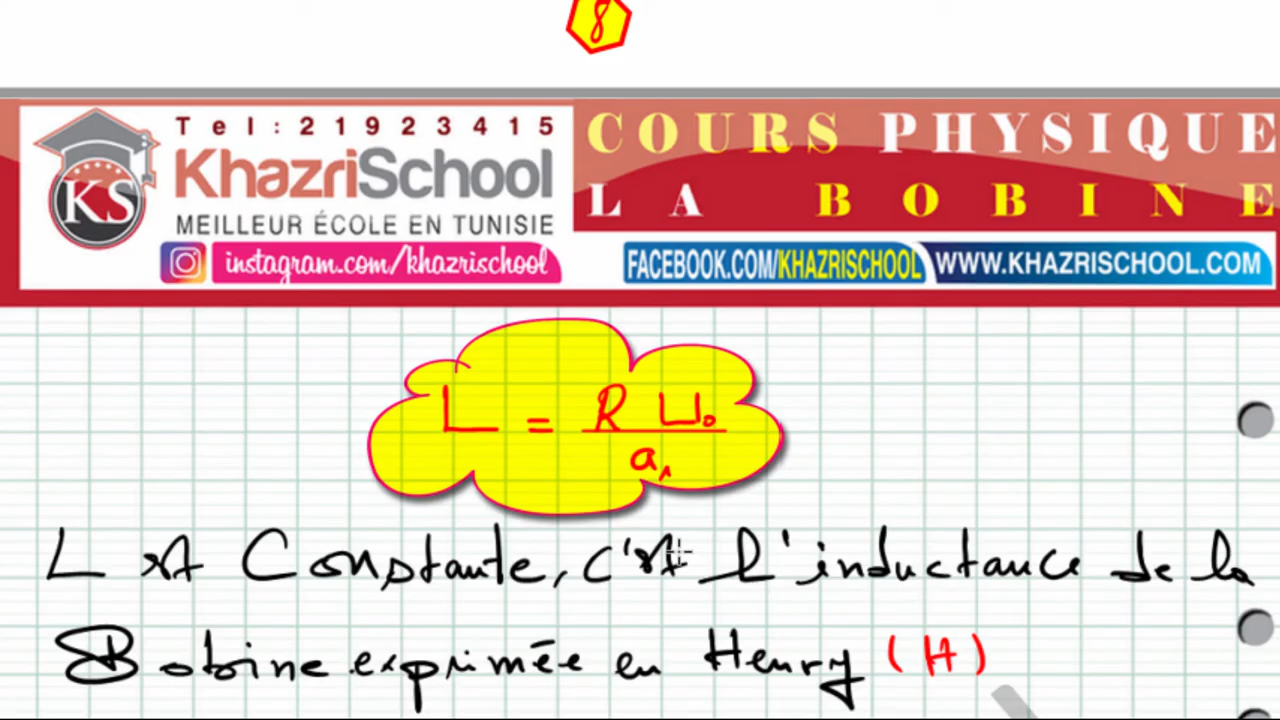 8
Tel: 21923415
COURS PHYSIQUE
KhazriSchool
KS
LA BOBINE
MEILLEUR ÉCOLE EN TUNISIE
instagram.com/khazrischool
FACEBOOK.COM/KHAZRISCHOOL
WWW.KHAZRISCHOOL.COM
L = R U₀ / a₁
L est Constante, c'est l'inductance de la
Bobine exprimée en Henry (H)